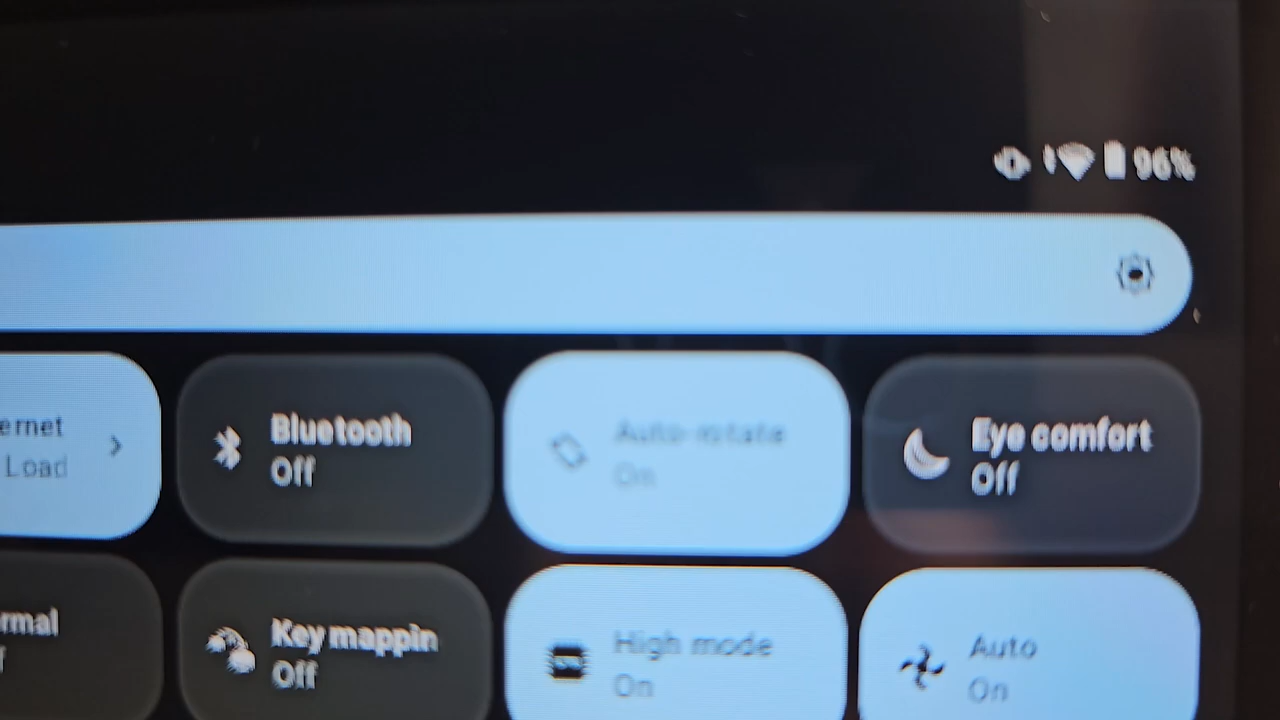 96%
ernet
Load
Bluetooth
Off
Auto-rotate
On
Eye comfort
Off
rmal
Key mappin
Off
High mode
On
Auto
On